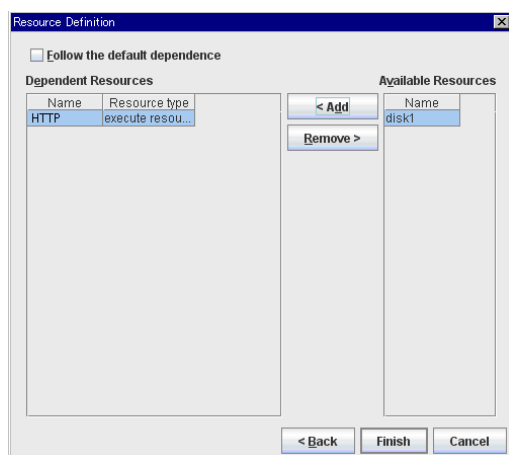 Resource Definition
Follow the default dependence
Dependent Resources
Available Resources
Name Resource type
HTTP execute resou...
< Add
Remove >
Name
disk1
< Back Finish Cancel